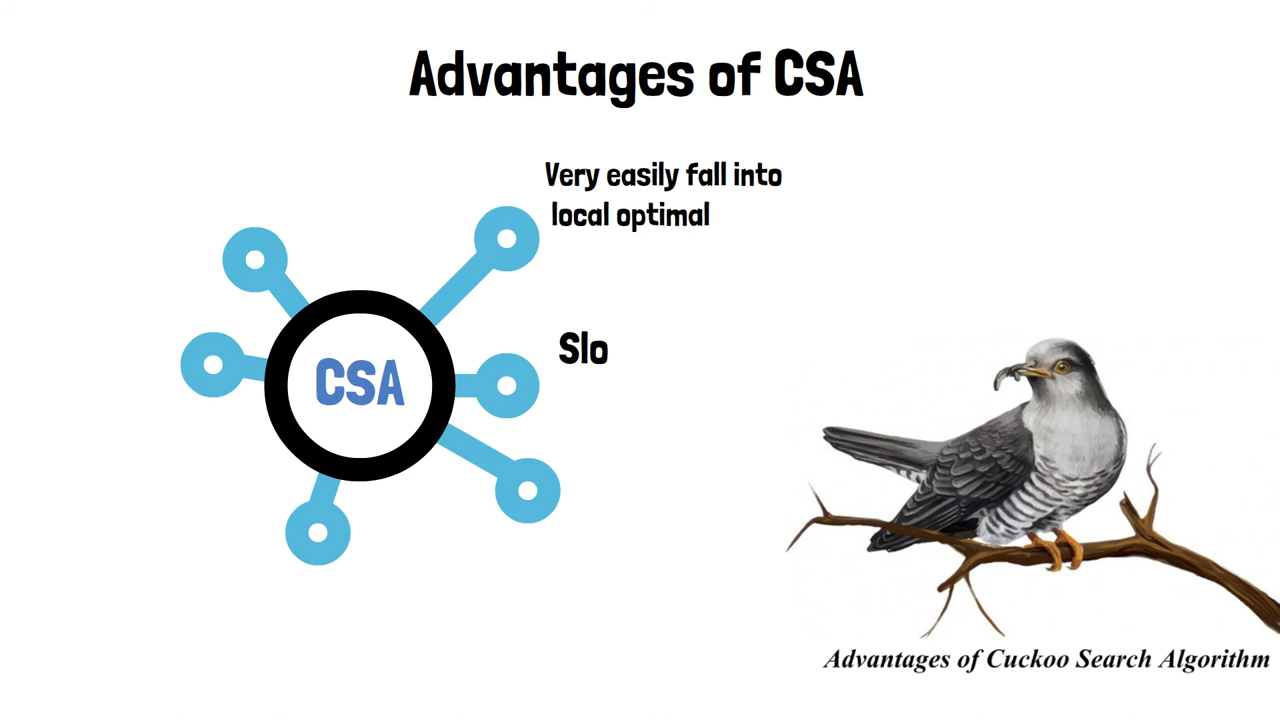 Advantages of CSA
Very easily fall into
local optimal
CSA
Slo
Advantages of Cuckoo Search Algorithm